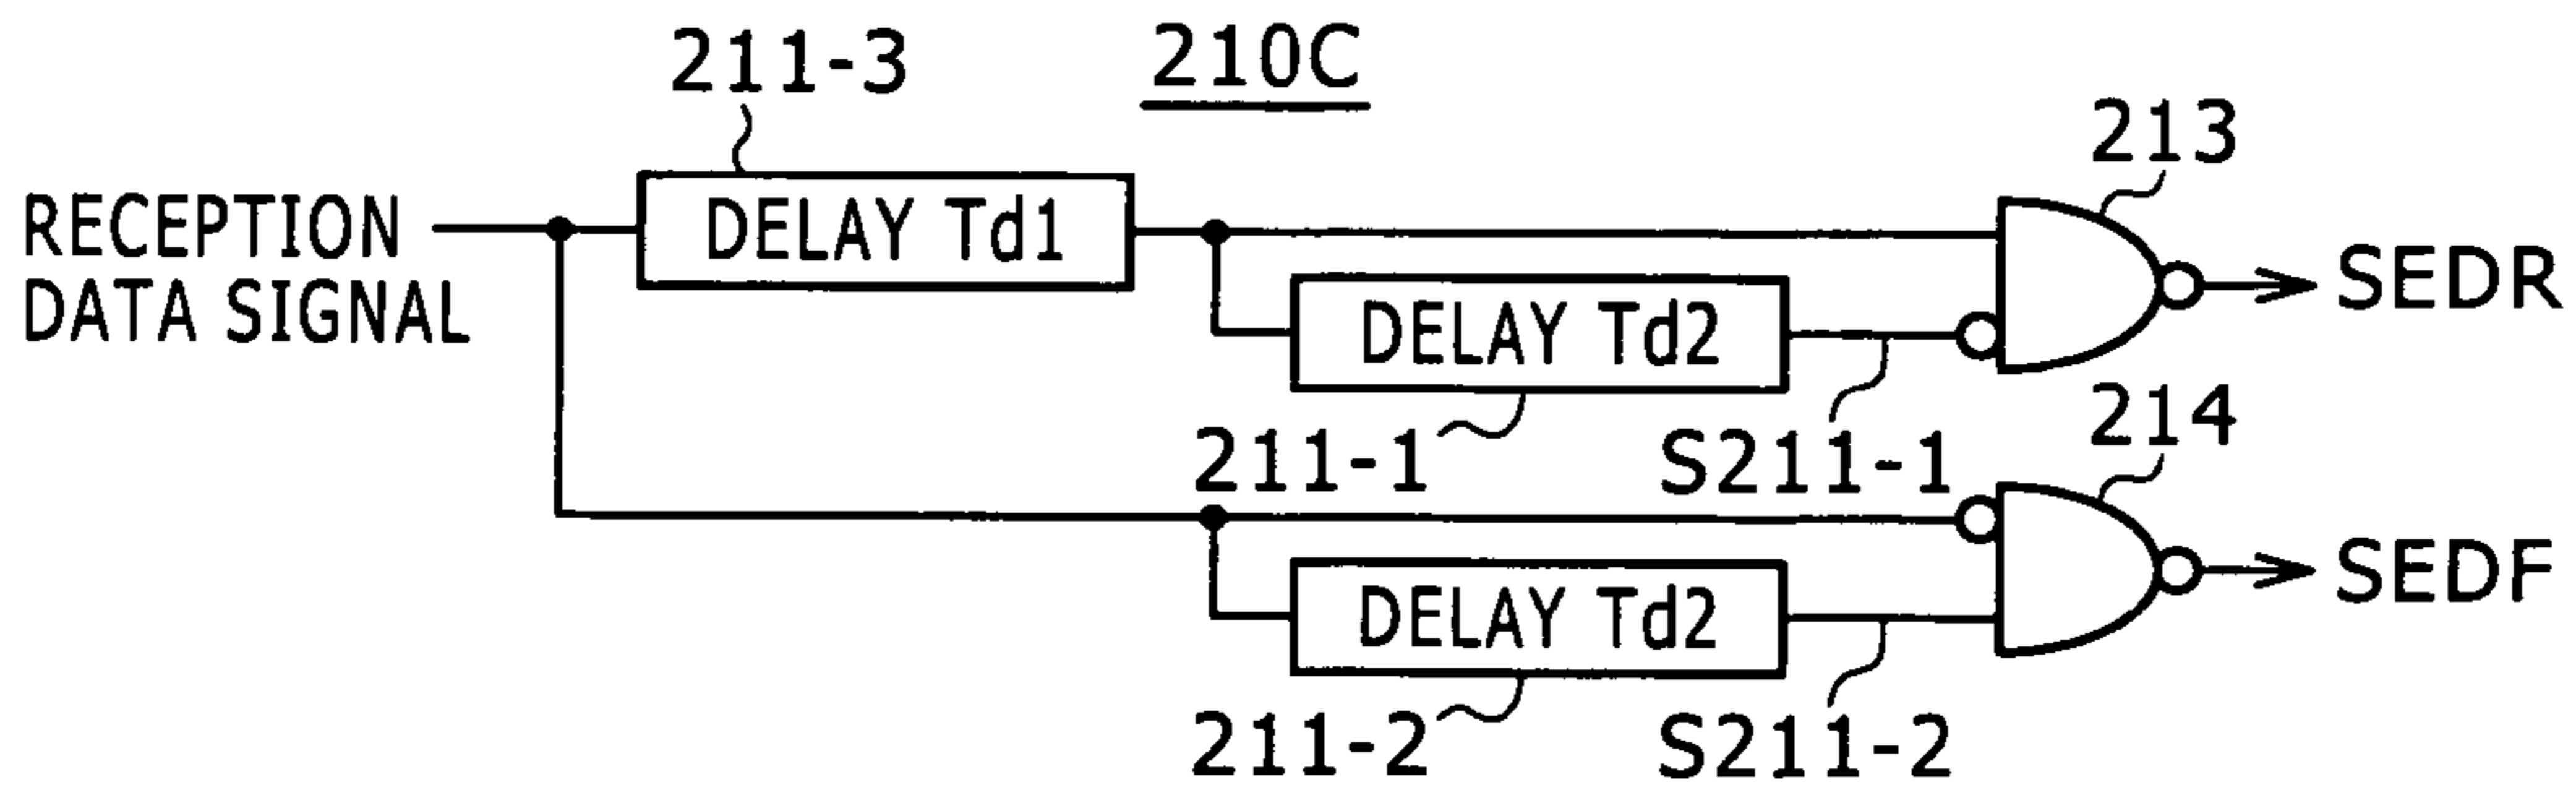 211-3
210C
213
RECEPTION
DATA SIGNAL
DELAY Td1
SEDR
DELAY Td2
211-1
S211-1
214
SEDF
DELAY Td2
211-2
S211-2